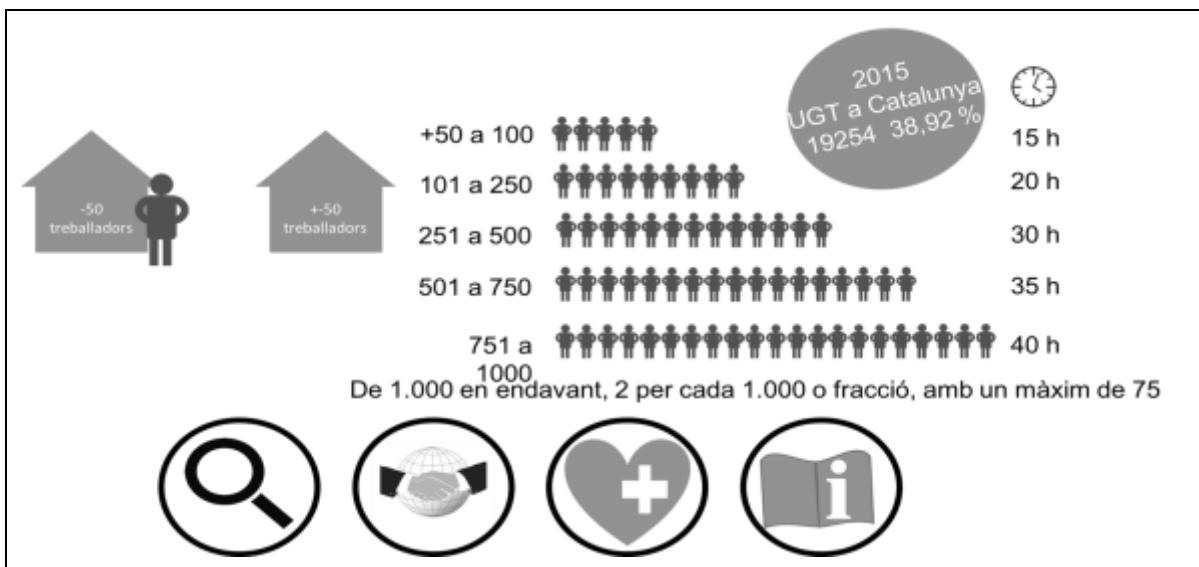 2015
UGT a Catalunya
19254 38,92 %
-50
treballadors
+-50
treballadors
+50 a 100
15 h
101 a 250
20 h
251 a 500
30 h
501 a 750
35 h
751 a
1000
40 h
De 1.000 en endavant, 2 per cada 1.000 o fracció, amb un màxim de 75
i